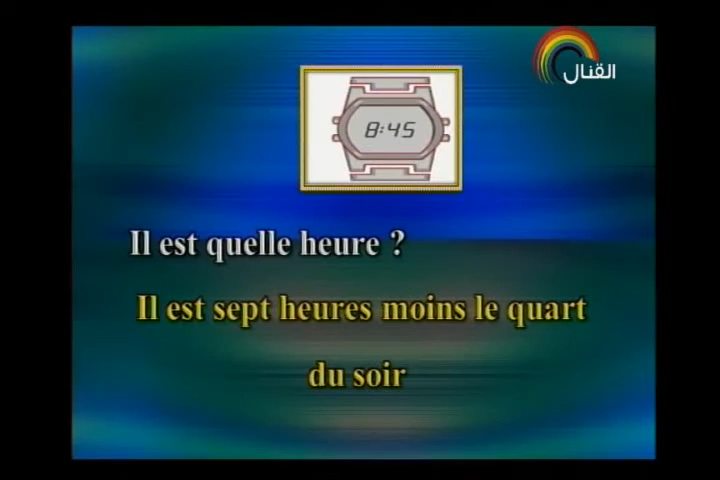 القنال
8:45
Il est quelle heure ?
Il est sept heures moins le quart
du soir